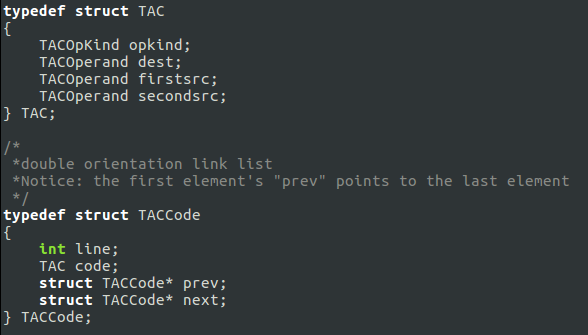 typedef struct TAC
{
    TACOpKind opkind;
    TACOperand dest;
    TACOperand firstsrc;
    TACOperand secondsrc;
} TAC;

/*
 *double orientation link list
 *Notice: the first element's "prev" points to the last element
 */
typedef struct TACCode
{
    int line;
    TAC code;
    struct TACCode* prev;
    struct TACCode* next;
} TACCode;